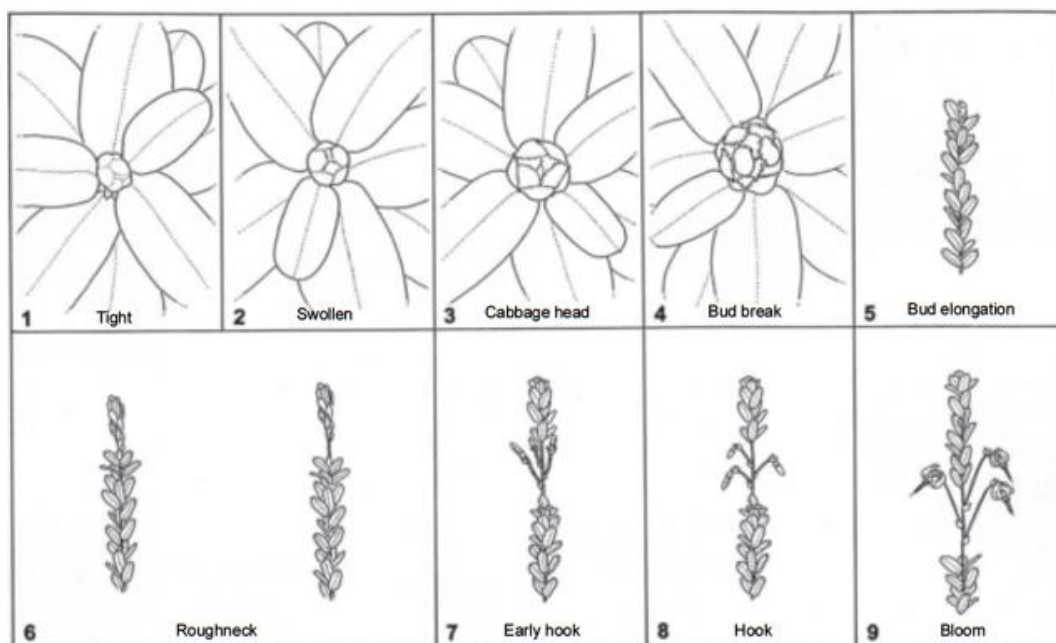 1 Tight
2 Swollen
3 Cabbage head
4 Bud break
5 Bud elongation
6 Roughneck
7 Early hook
8 Hook
9 Bloom